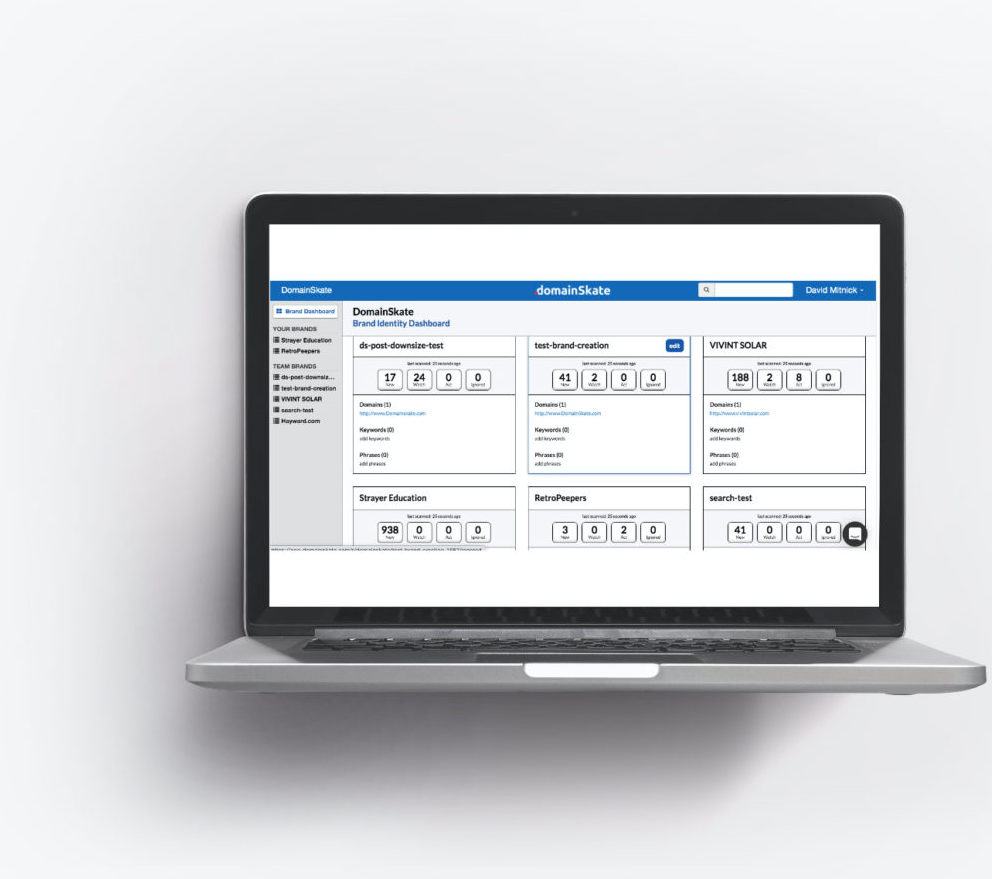 DomainSkate
domainSkate
David Mitnick
Brand Dashboard
YOUR BRANDS
Strayer Education
RetroPeepers
TEAM BRANDS
ds-post-downsiz...
test-brand-creation
VIVINT SOLAR
search-test
Hayward.com
DomainSkate
Brand Identity Dashboard
ds-post-downsize-test
last scanned: 25 seconds ago
17 24 0 0
New Watch Act Ignored
Domains (1)
http://www.Domainskate.com
Keywords (0)
add keywords
Phrases (0)
add phrases
test-brand-creation
edit
last scanned: 25 seconds ago
41 2 0 0
New Watch Act Ignored
Domains (1)
http://www.DomainSkate.com
Keywords (0)
add keywords
Phrases (0)
add phrases
VIVINT SOLAR
last scanned: 25 seconds ago
188 2 8 0
New Watch Act Ignored
Domains (1)
http://www.vivintsolar.com
Keywords (0)
add keywords
Phrases (0)
add phrases
Strayer Education
last scanned: 25 seconds ago
938 0 0 0
New Watch Act Ignored
RetroPeepers
last scanned: 25 seconds ago
3 0 2 0
New Watch Act Ignored
search-test
last scanned: 25 seconds ago
41 0 0 0
New Watch Act Ignored